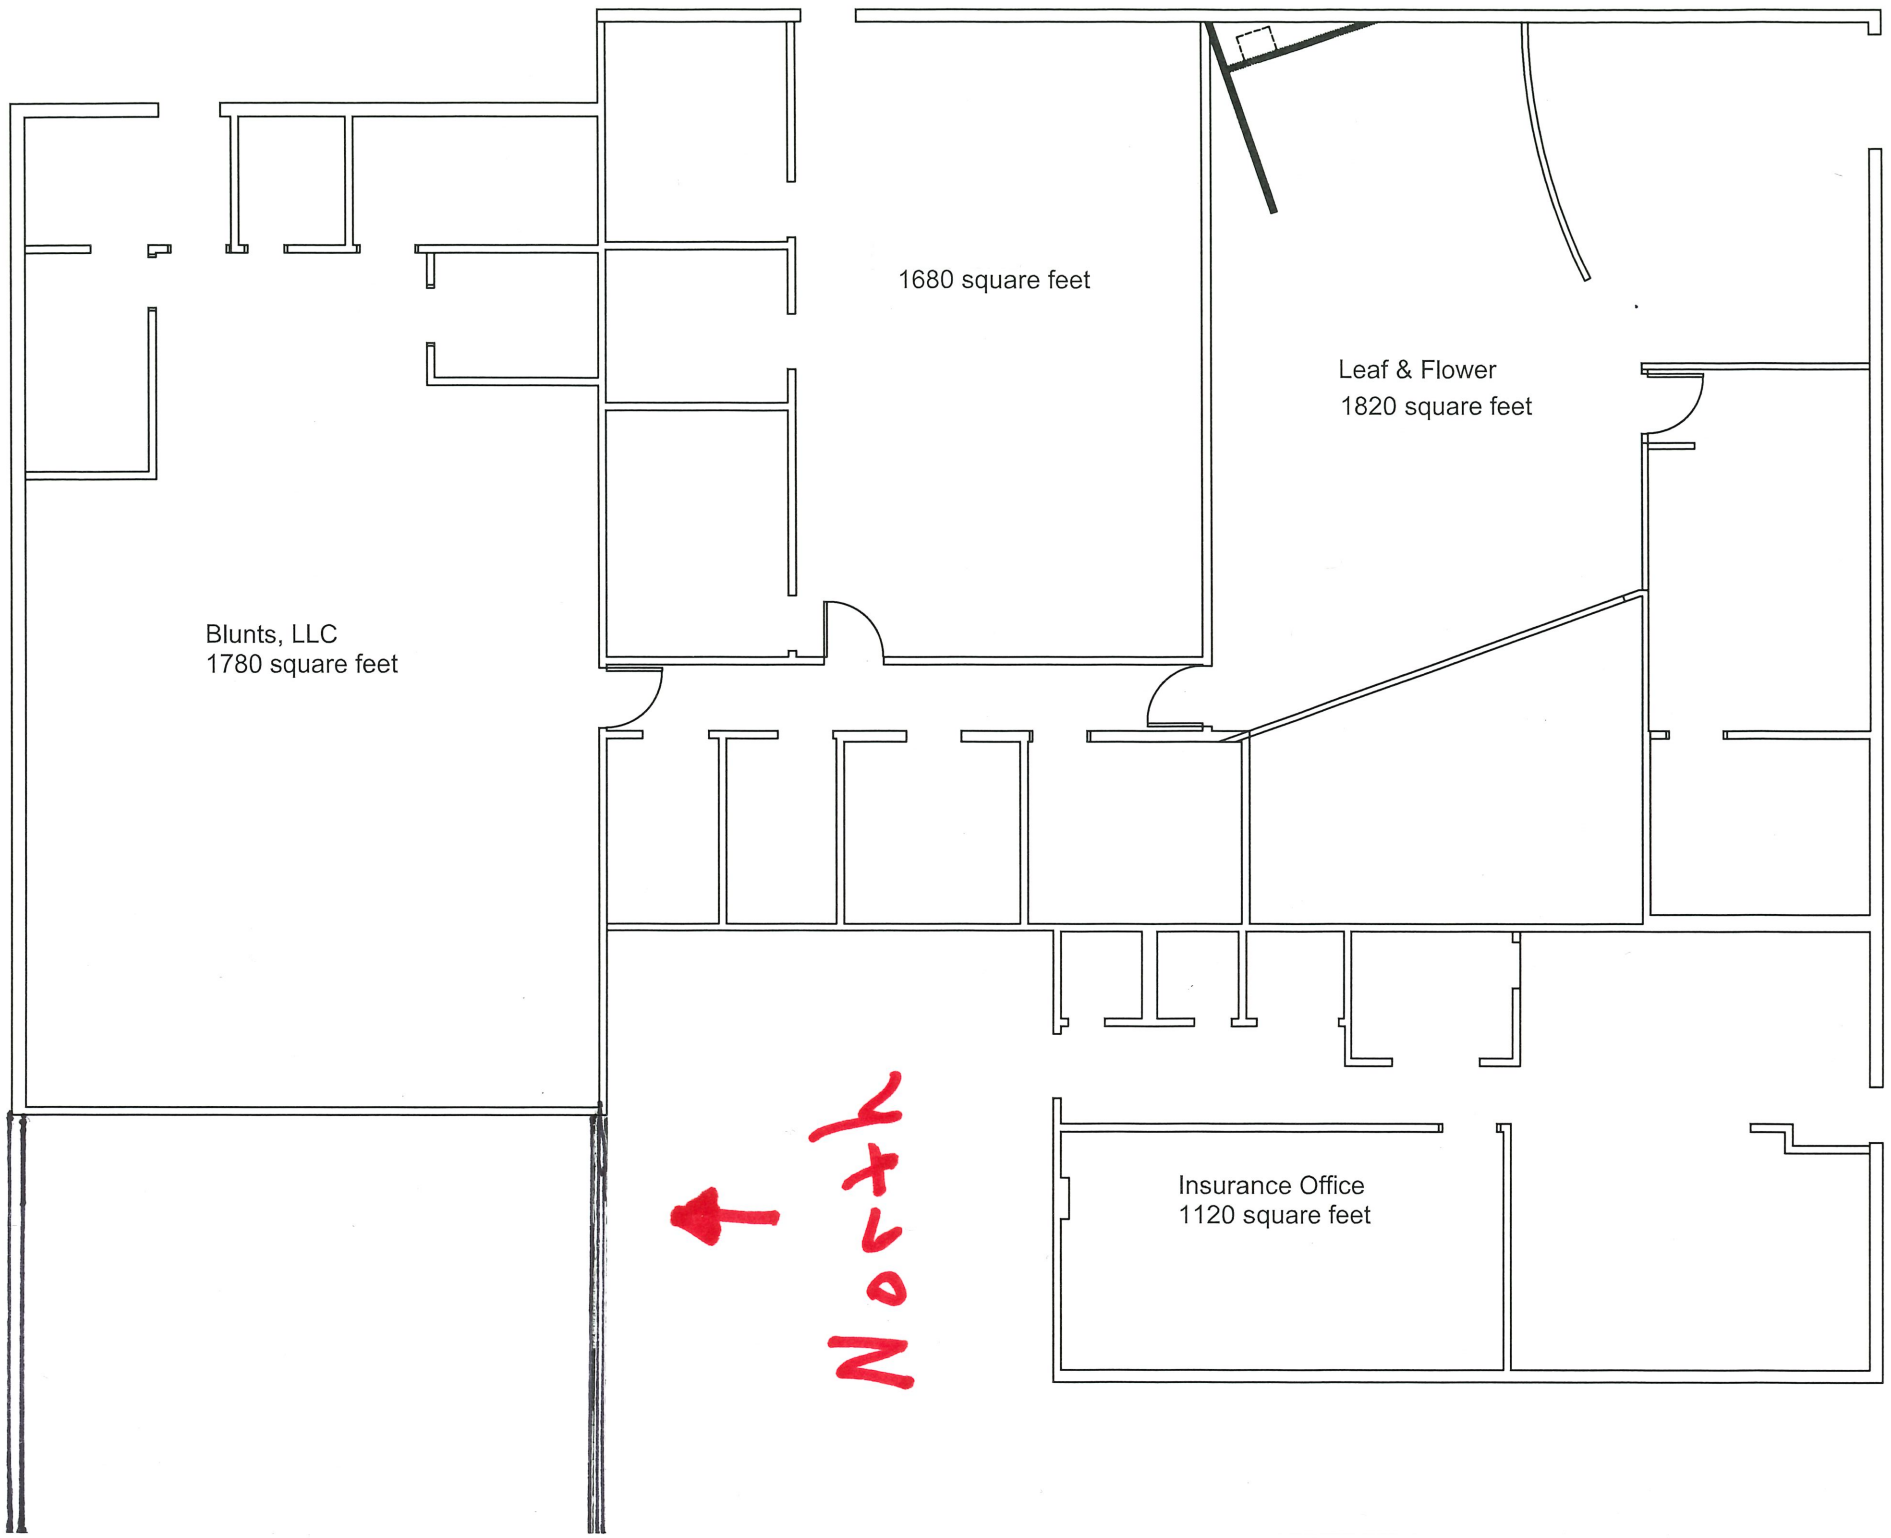 1680 square feet
Leaf & Flower
1820 square feet
Blunts, LLC
1780 square feet
North
Insurance Office
1120 square feet